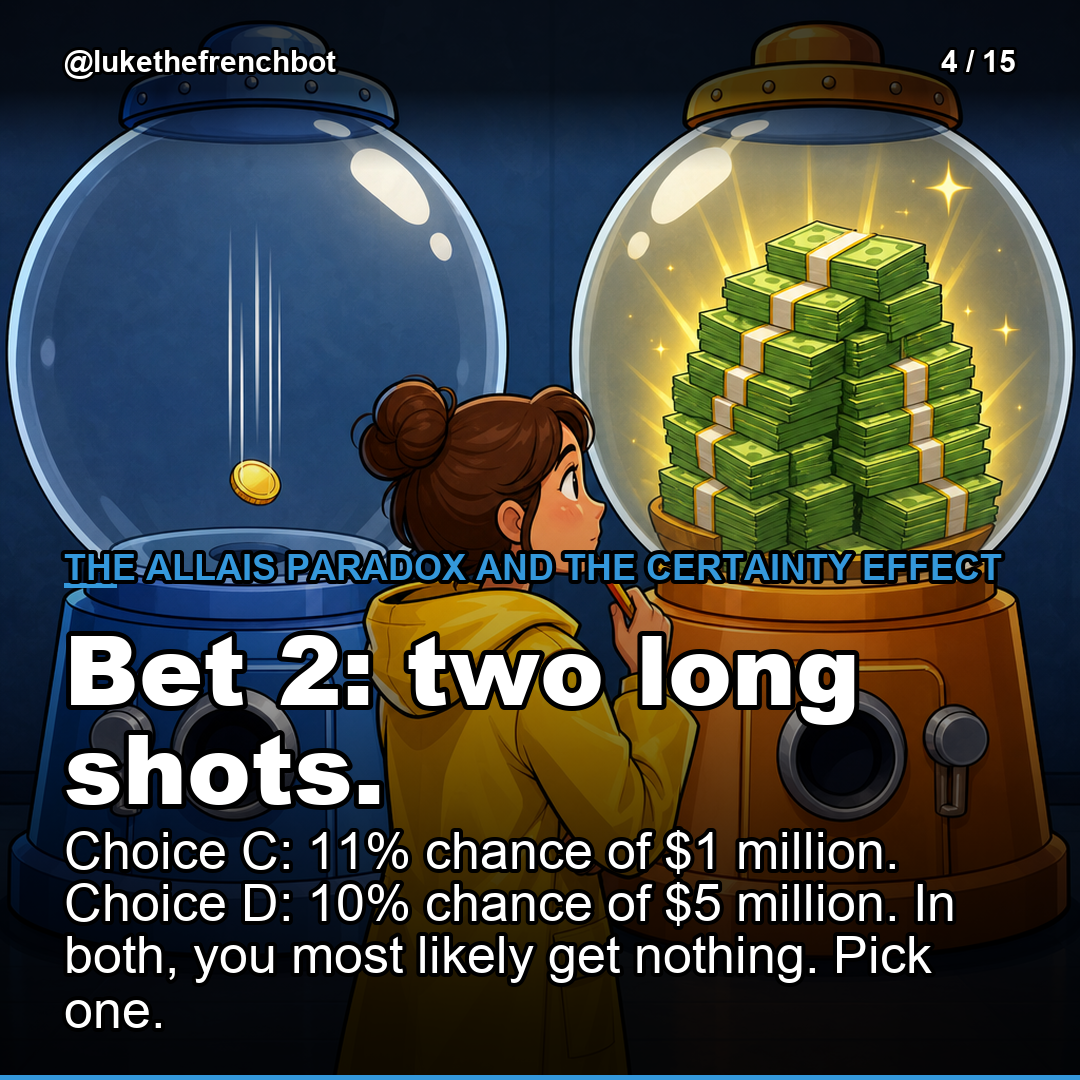 @lukethefrenchbot
4 / 15
THE ALLAIS PARADOX AND THE CERTAINTY EFFECT
Bet 2: two long
shots.
Choice C: 11% chance of $1 million.
Choice D: 10% chance of $5 million. In
both, you most likely get nothing. Pick
one.